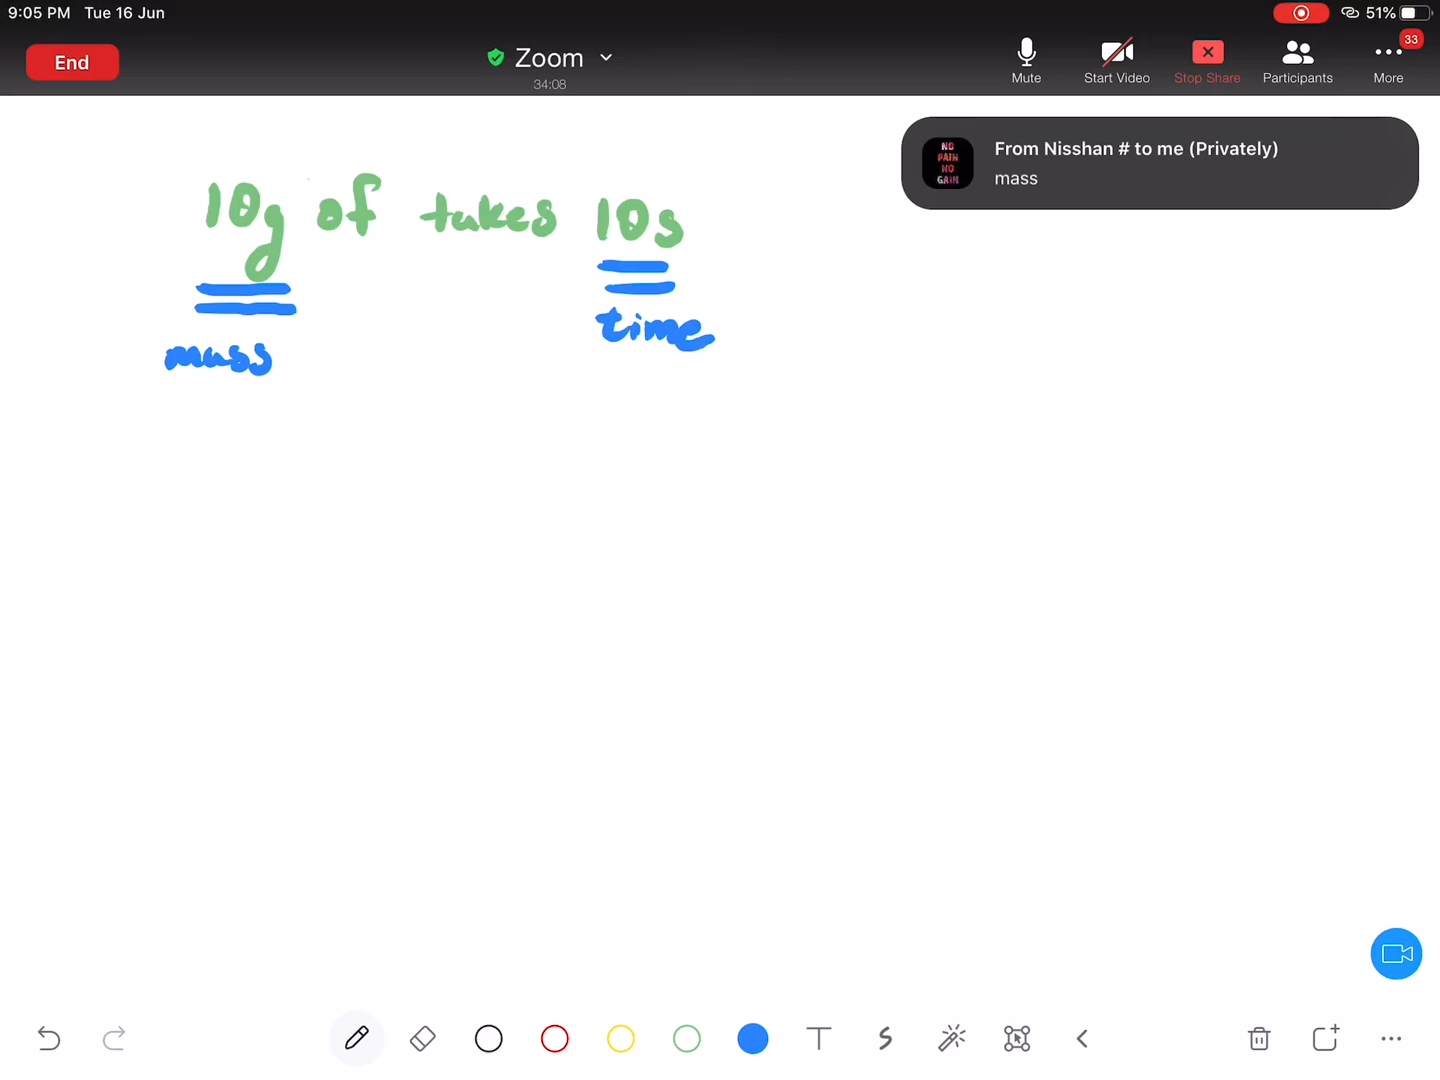 9:05 PM Tue 16 Jun
51%
End
Zoom
34:08
Mute
Start Video
Stop Share
Participants
33
More
NO
PAIN
NO
GAIN
From Nisshan # to me (Privately)
mass
10g of takes 10s
time
mass
T